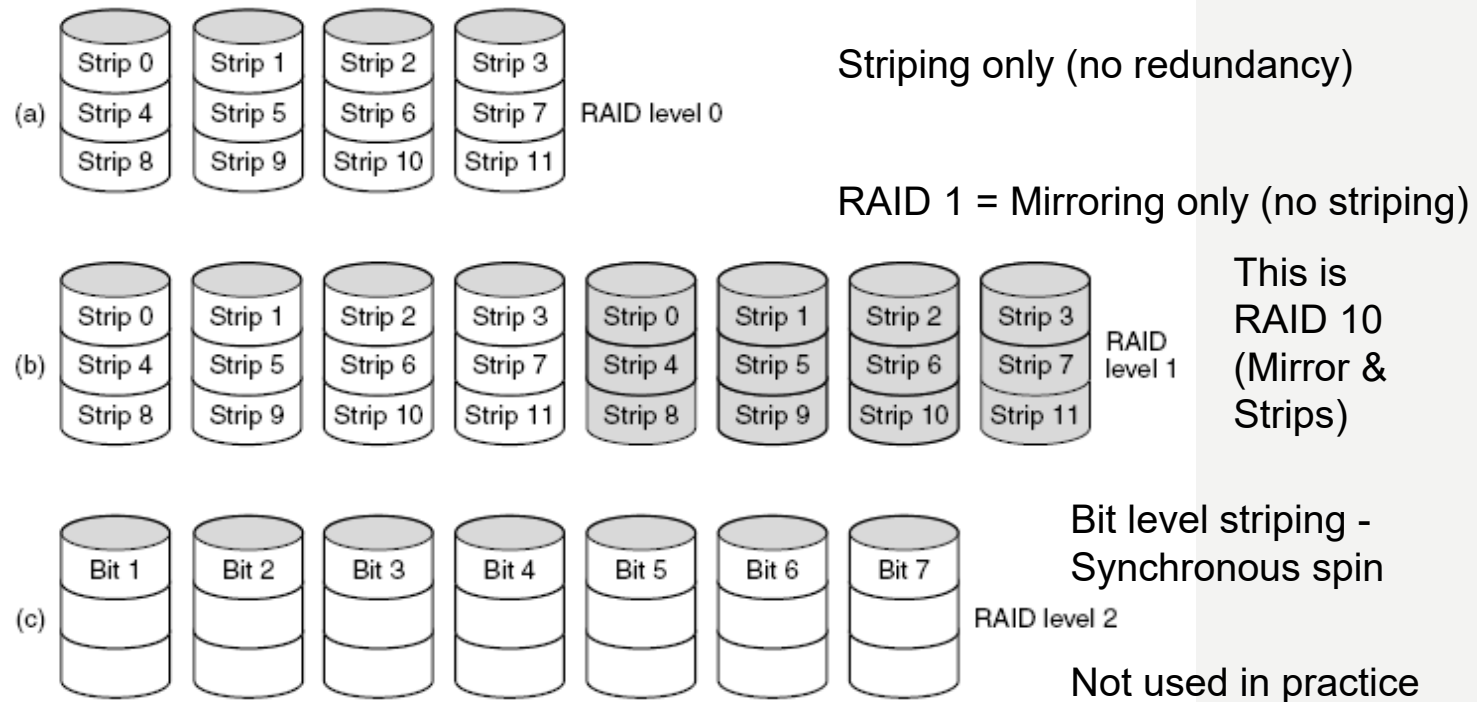 Strip 0 Strip 1 Strip 2 Strip 3
Striping only (no redundancy)
(a) Strip 4 Strip 5 Strip 6 Strip 7 RAID level 0
Strip 8 Strip 9 Strip 10 Strip 11
RAID 1 = Mirroring only (no striping)
Strip 0 Strip 1 Strip 2 Strip 3 Strip 0 Strip 1 Strip 2 Strip 3
(b) Strip 4 Strip 5 Strip 6 Strip 7 Strip 4 Strip 5 Strip 6 Strip 7
Strip 8 Strip 9 Strip 10 Strip 11 Strip 8 Strip 9 Strip 10 Strip 11
RAID
level 1
This is
RAID 10
(Mirror &
Strips)
Bit 1 Bit 2 Bit 3 Bit 4 Bit 5 Bit 6 Bit 7
(c) RAID level 2
Bit level striping -
Synchronous spin
Not used in practice